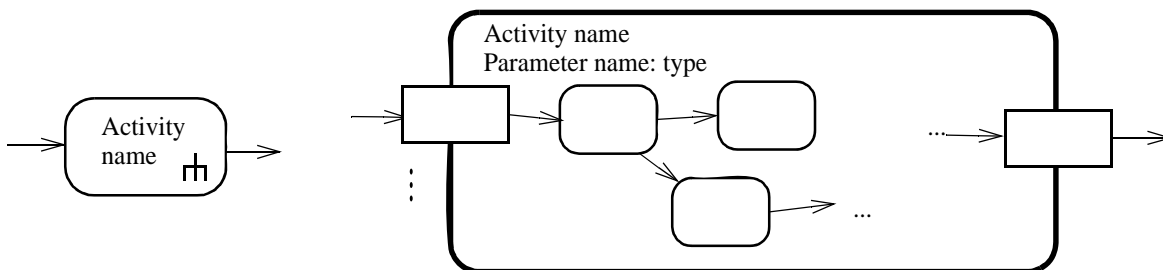 Activity
name
Activity name
Parameter name: type
...
...